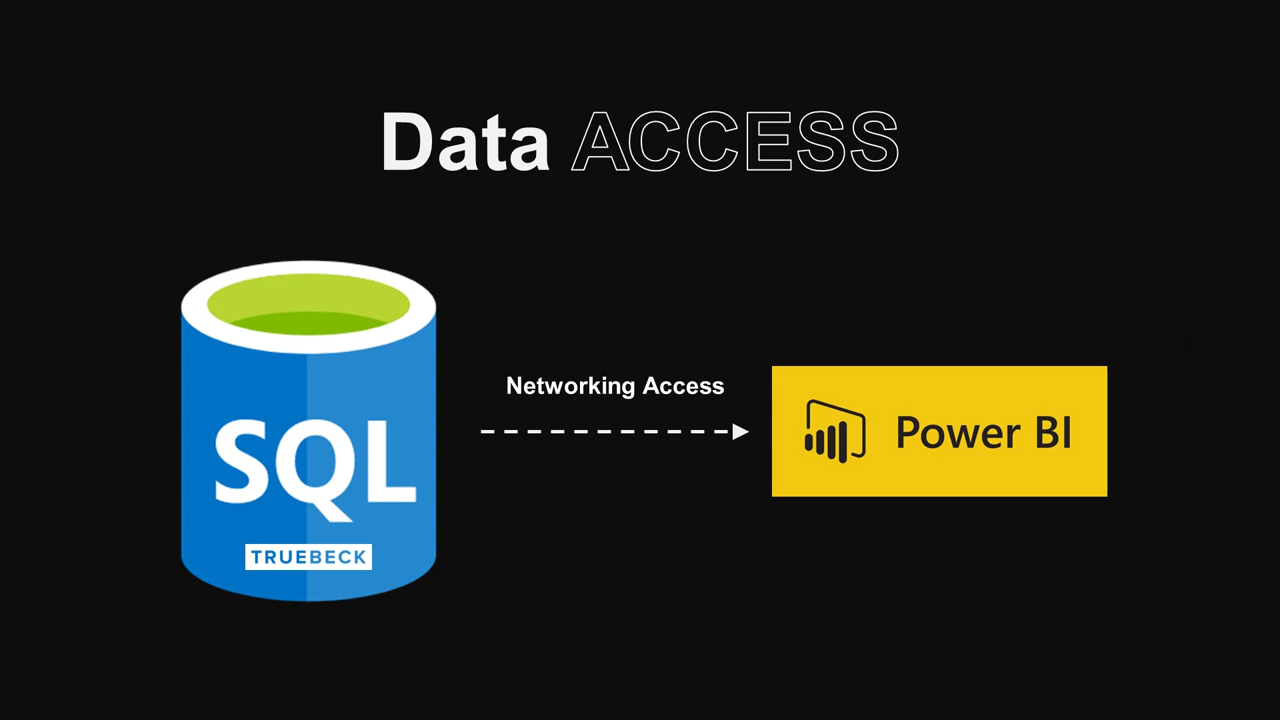 Data ACCESS
Networking Access
SQL
Power BI
TRUEBECK